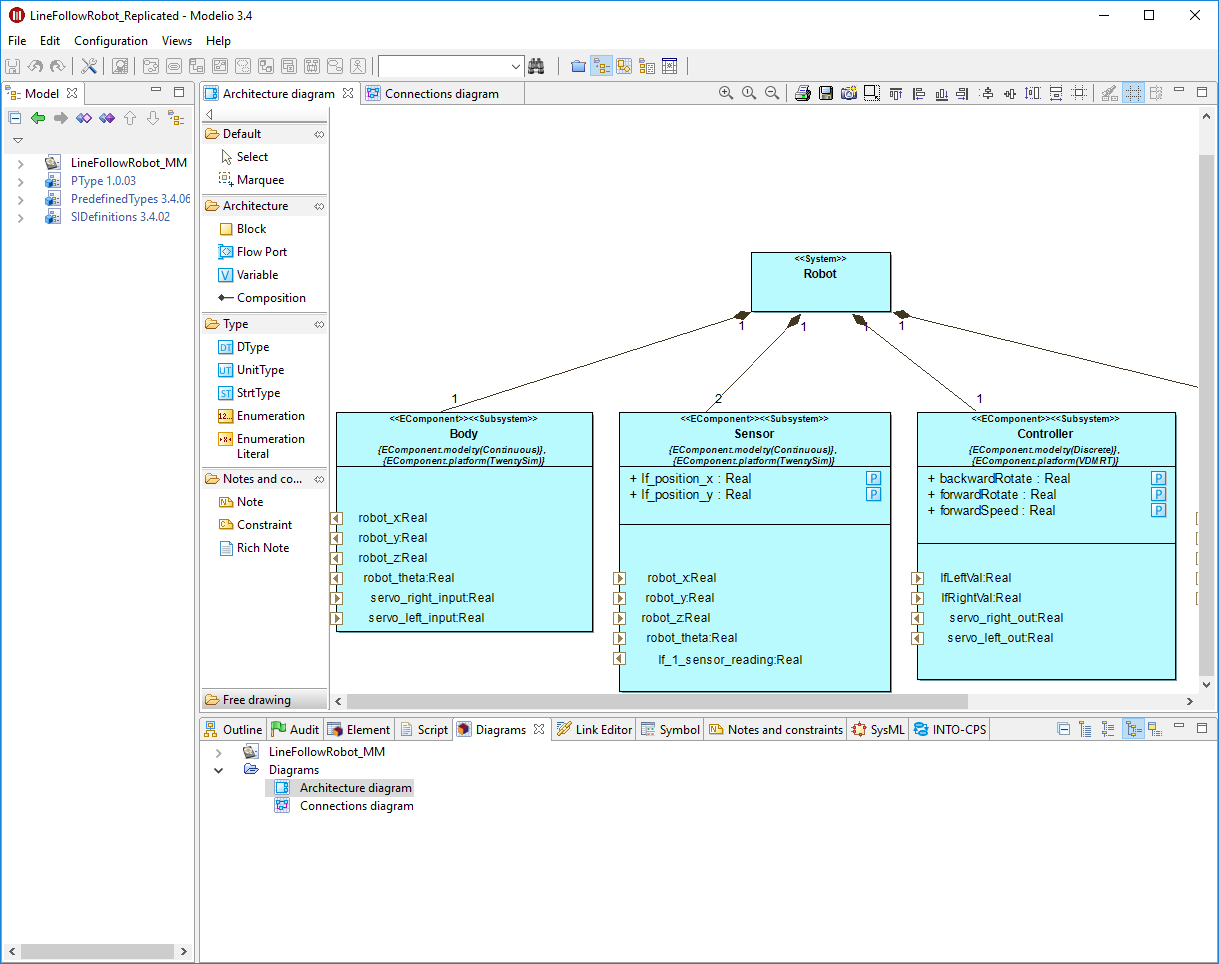 LineFollowRobot_Replicated - Modelio 3.4
File Edit Configuration Views Help
Model
LineFollowRobot_MM
PType 1.0.03
PredefinedTypes 3.4.06
SIDefinitions 3.4.02
Architecture diagram
Connections diagram
Default
Select
Marquee
Architecture
Block
Flow Port
V Variable
Composition
Type
DT DType
UT UnitType
ST StrtType
12... Enumeration
Enumeration
Literal
Notes and co...
N Note
C Constraint
Rich Note
Free drawing
<<System>>
Robot
1 1 1 1
1 2 1
<<EComponent>><<Subsystem>>
Body
{EComponent.modelty(Continuous)},
{EComponent.platform(TwentySim)}
robot_x:Real
robot_y:Real
robot_z:Real
robot_theta:Real
servo_right_input:Real
servo_left_input:Real
<<EComponent>><<Subsystem>>
Sensor
{EComponent.modelty(Continuous)},
{EComponent.platform(TwentySim)}
+ lf_position_x : Real P
+ lf_position_y : Real P
robot_x:Real
robot_y:Real
robot_z:Real
robot_theta:Real
lf_1_sensor_reading:Real
<<EComponent>><<Subsystem>>
Controller
{EComponent.modelty(Discrete)},
{EComponent.platform(VDMRT)}
+ backwardRotate : Real P
+ forwardRotate : Real P
+ forwardSpeed : Real P
lfLeftVal:Real
lfRightVal:Real
servo_right_out:Real
servo_left_out:Real
Outline Audit Element Script Diagrams Link Editor Symbol Notes and constraints SysML INTO-CPS
LineFollowRobot_MM
Diagrams
Architecture diagram
Connections diagram